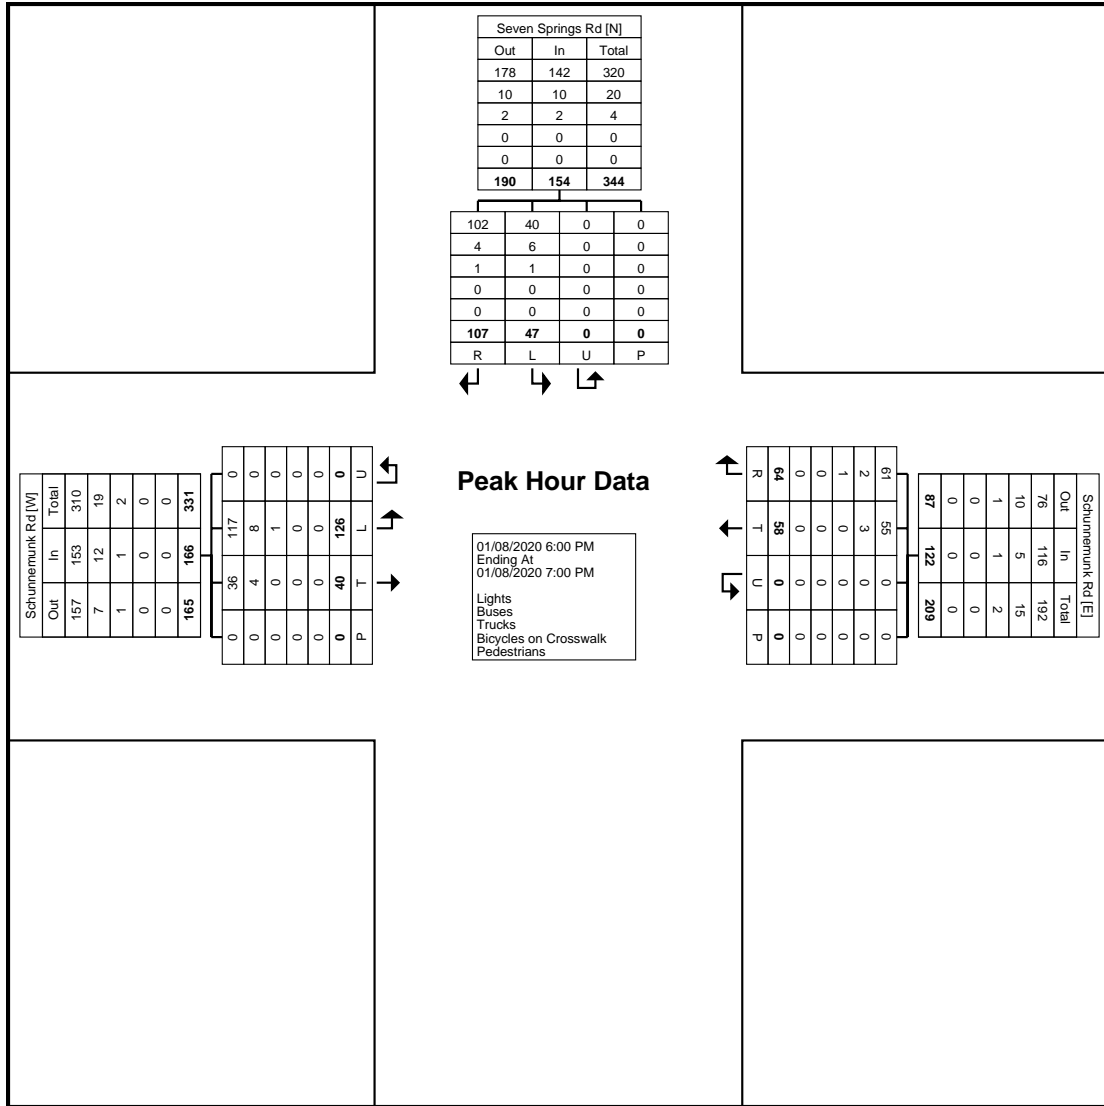 Seven Springs Rd [N]
Out In Total
178 142 320
10 10 20
2 2 4
0 0 0
0 0 0
190 154 344
102 40 0 0
4 6 0 0
1 1 0 0
0 0 0 0
0 0 0 0
107 47 0 0
R L U P
Schunnemunk Rd [W]
Total In Out
310 153 157
19 12 7
2 1 1
0 0 0
0 0 0
331 166 165
0 117 36 0
0 8 4 0
0 1 0 0
0 0 0 0
0 0 0 0
0 126 40 0
U L T P
Peak Hour Data
01/08/2020 6:00 PM
Ending At
01/08/2020 7:00 PM
Lights
Buses
Trucks
Bicycles on Crosswalk
Pedestrians
R T U P
64 58 0 0
0 0 0 0
0 0 0 0
1 0 0 0
2 3 0 0
61 55 0 0
Schunnemunk Rd [E]
Out In Total
76 116 192
10 5 15
1 1 2
0 0 0
0 0 0
87 122 209